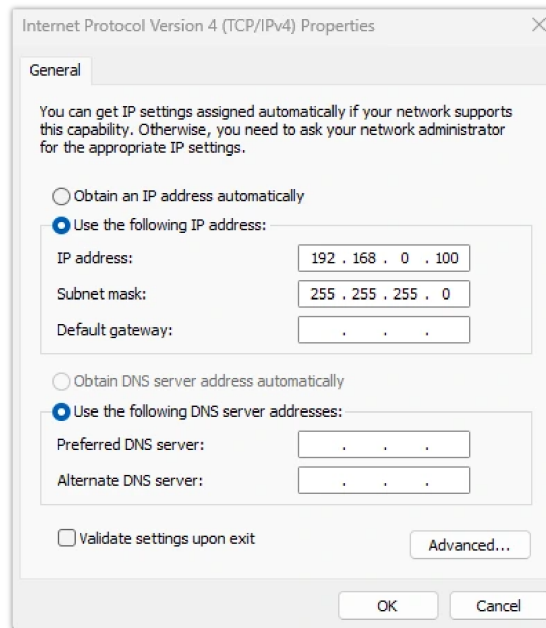 Internet Protocol Version 4 (TCP/IPv4) Properties
General
You can get IP settings assigned automatically if your network supports
this capability. Otherwise, you need to ask your network administrator
for the appropriate IP settings.
Obtain an IP address automatically
Use the following IP address:
IP address: 192 . 168 . 0 . 100
Subnet mask: 255 . 255 . 255 . 0
Default gateway: . . .
Obtain DNS server address automatically
Use the following DNS server addresses:
Preferred DNS server: . . .
Alternate DNS server: . . .
Validate settings upon exit
Advanced...
OK Cancel